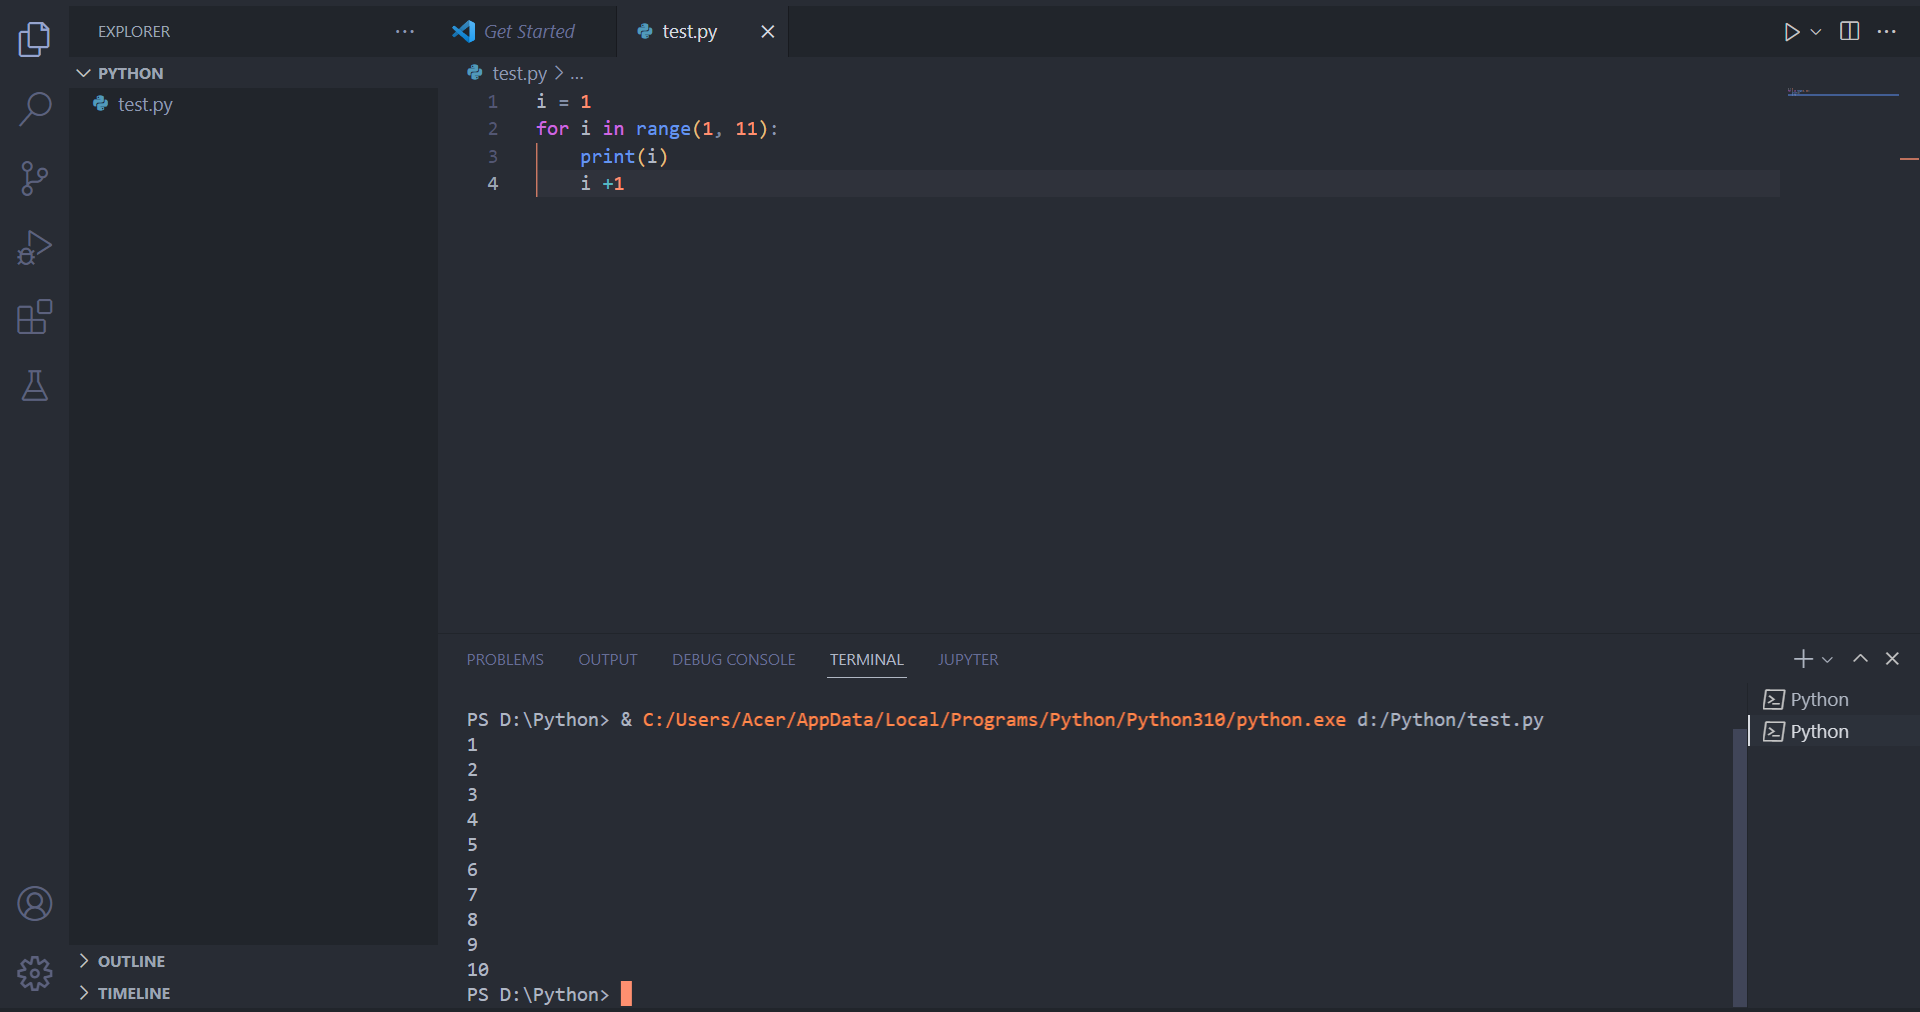 EXPLORER
Get Started
test.py
PYTHON
test.py
test.py > ...
1 i = 1
2 for i in range(1, 11):
3     print(i)
4     i +1
PROBLEMS OUTPUT DEBUG CONSOLE TERMINAL JUPYTER
PS D:\Python> & C:/Users/Acer/AppData/Local/Programs/Python/Python310/python.exe d:/Python/test.py
1
2
3
4
5
6
7
8
9
10
PS D:\Python>
Python
Python
OUTLINE
TIMELINE